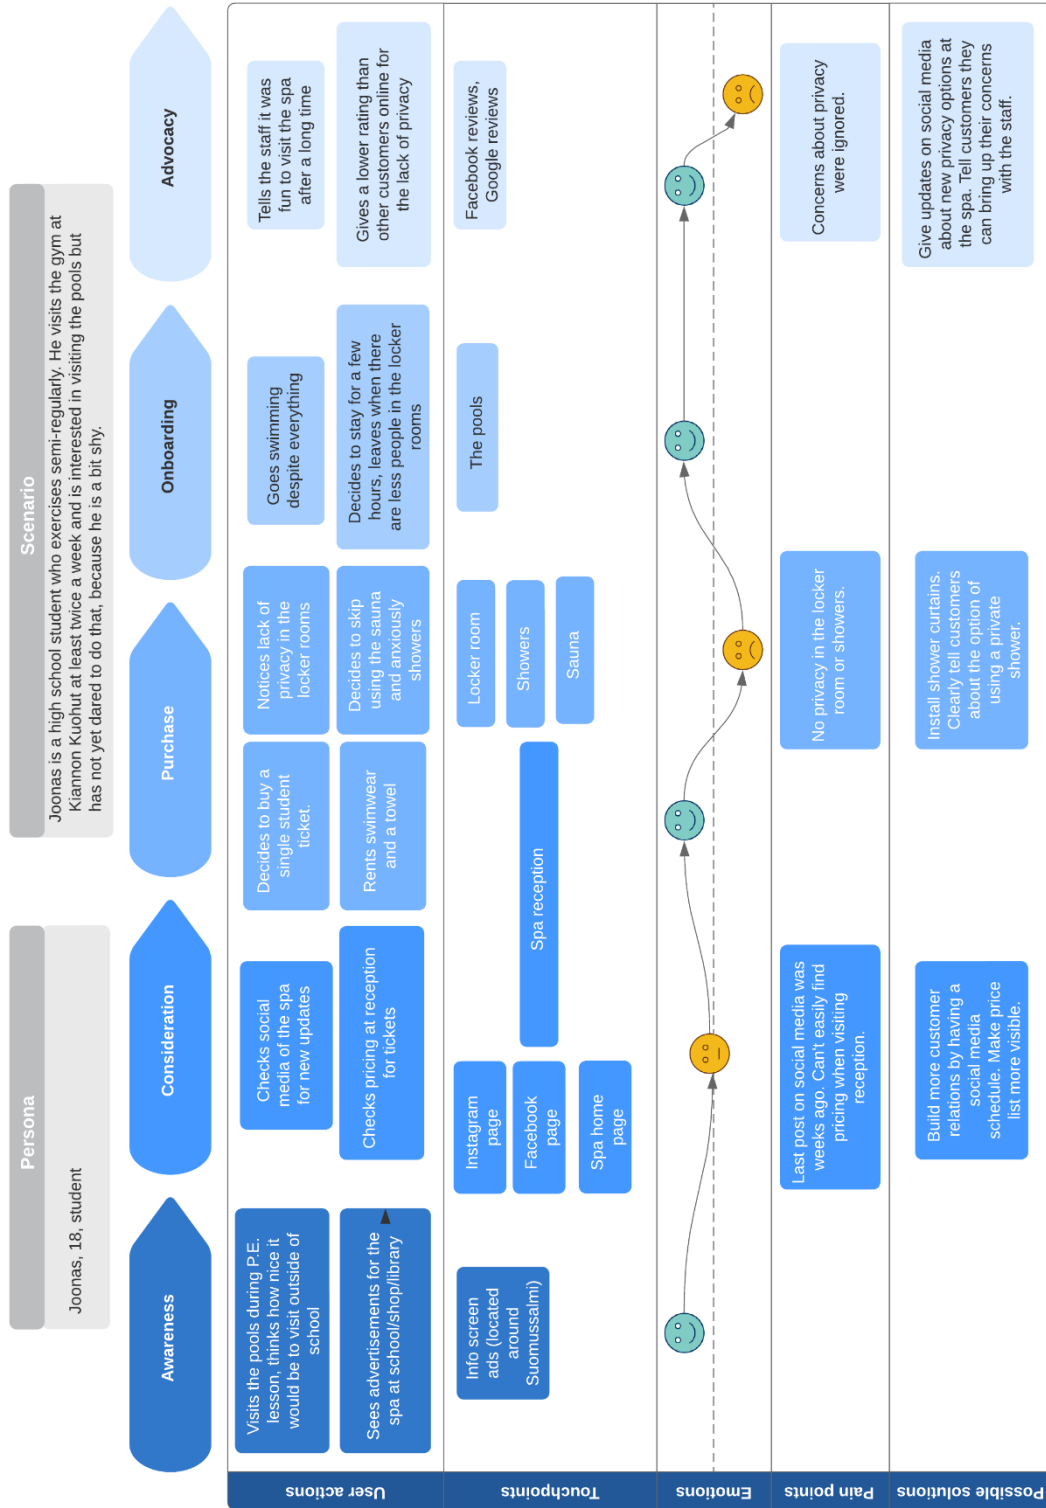 Persona
Joonas, 18, student
Scenario
Joonas is a high school student who exercises semi-regularly. He visits the gym at
Kiannon Kuohut at least twice a week and is interested in visiting the pools but
has not yet dared to do that, because he is a bit shy.
Awareness
Consideration
Purchase
Onboarding
Advocacy
User actions
Visits the pools during P.E.
lesson, thinks how nice it
would be to visit outside of
school
Sees advertisements for the
spa at school/shop/library
Checks social
media of the spa
for new updates
Checks pricing at reception
for tickets
Decides to buy a
single student
ticket.
Rents swimwear
and a towel
Notices lack of
privacy in the
locker rooms
Decides to skip
using the sauna
and anxiously
showers
Goes swimming
despite everything
Decides to stay for a few
hours, leaves when there
are less people in the locker
rooms
Tells the staff it was
fun to visit the spa
after a long time
Gives a lower rating than
other customers online for
the lack of privacy
Touchpoints
Info screen
ads (located
around
Suomussalmi)
Instagram
page
Facebook
page
Spa home
page
Spa reception
Locker room
Showers
Sauna
The pools
Facebook reviews,
Google reviews
Emotions
Pain points
Last post on social media was
weeks ago. Can't easily find
pricing when visiting
reception.
No privacy in the locker
room or showers.
Concerns about privacy
were ignored.
Possible solutions
Build more customer
relations by having a
social media
schedule. Make price
list more visible.
Install shower curtains.
Clearly tell customers
about the option of
using a private
shower.
Give updates on social media
about new privacy options at
the spa. Tell customers they
can bring up their concerns
with the staff.